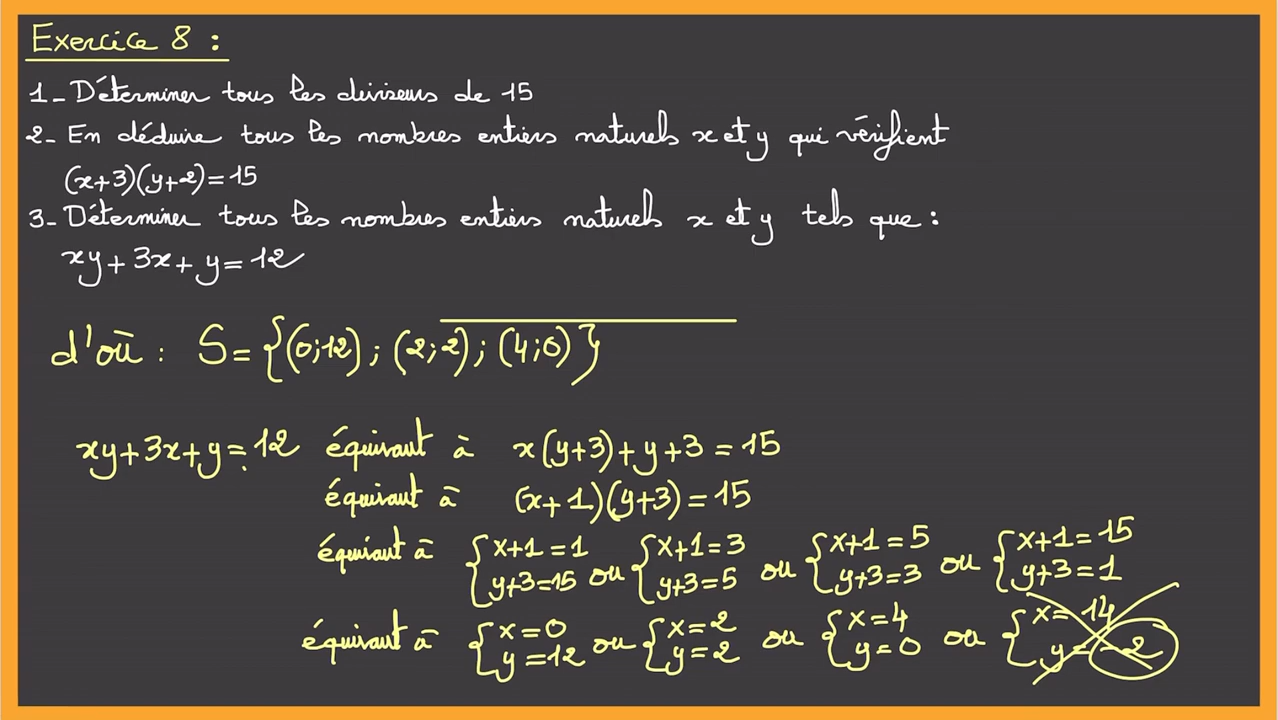 Exercice 8 :
1_ Déterminer tous les diviseurs de 15
2_ En déduire tous les nombres entiers naturels x et y qui vérifient
(x+3)(y+2)=15
3_ Déterminer tous les nombres entiers naturels x et y tels que :
xy+3x+y=12
d'où : S={(0;12) ; (2;2) ; (4;0)}
xy+3x+y=12 équivaut à x(y+3)+y+3=15
équivaut à (x+1)(y+3)=15
équivaut à {x+1=1 y+3=15 ou {x+1=3 y+3=5 ou {x+1=5 y+3=3 ou {x+1=15 y+3=1
équivaut à {x=0 y=12 ou {x=2 y=2 ou {x=4 y=0 ou {x=14 y=-2